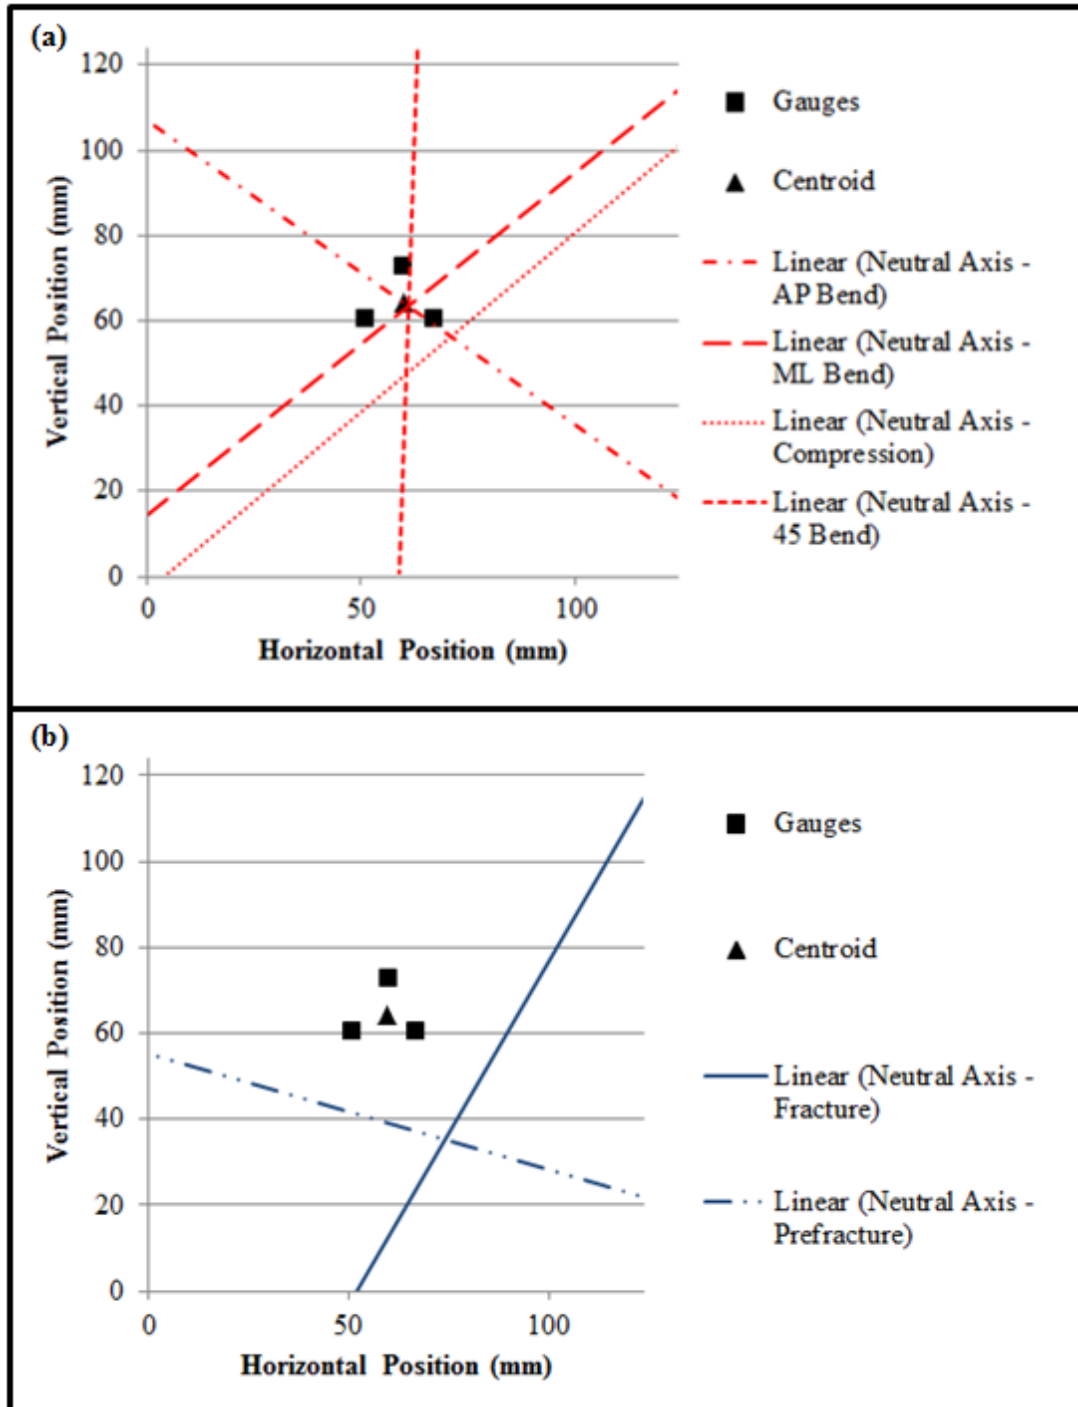 (a)
120
100
80
60
40
20
0
0 50 100
Vertical Position (mm)
Horizontal Position (mm)
Gauges
Centroid
Linear (Neutral Axis -
AP Bend)
Linear (Neutral Axis -
ML Bend)
Linear (Neutral Axis -
Compression)
Linear (Neutral Axis -
45 Bend)
(b)
120
100
80
60
40
20
0
0 50 100
Vertical Position (mm)
Horizontal Position (mm)
Gauges
Centroid
Linear (Neutral Axis -
Fracture)
Linear (Neutral Axis -
Prefracture)